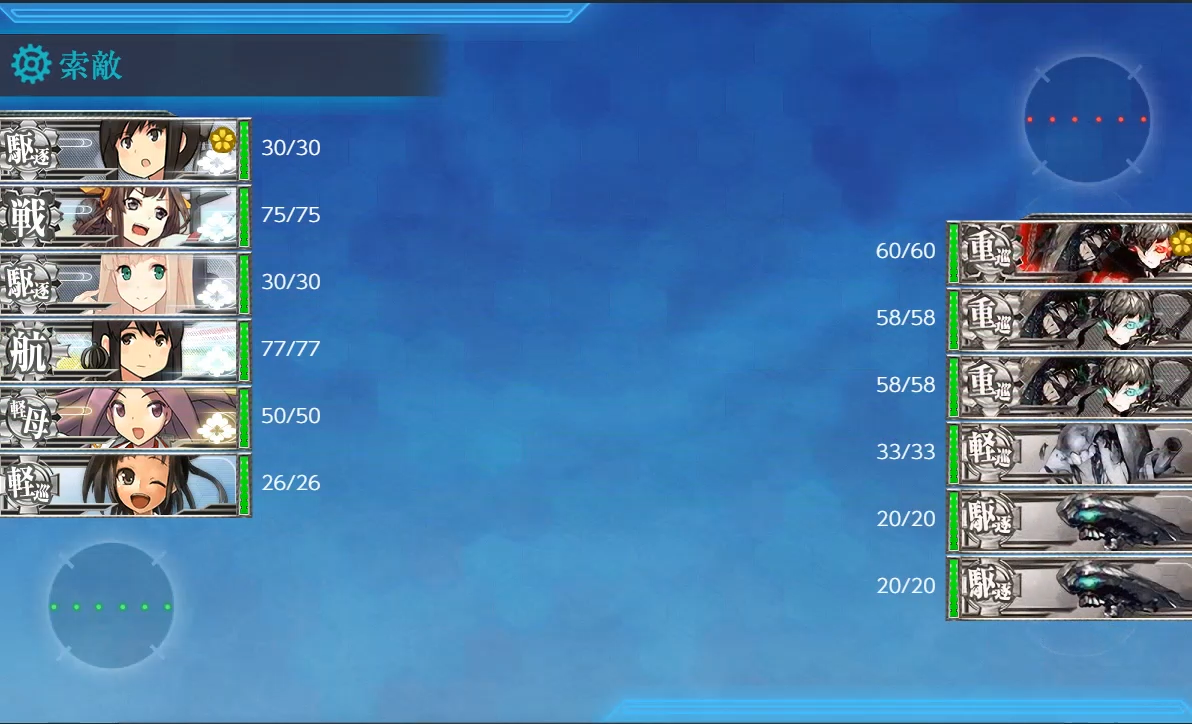 索敵
駆逐
30/30
戦
75/75
駆逐
30/30
航
77/77
軽母
50/50
軽巡
26/26
60/60
重巡
58/58
重巡
58/58
重巡
33/33
軽巡
20/20
駆逐
20/20
駆逐